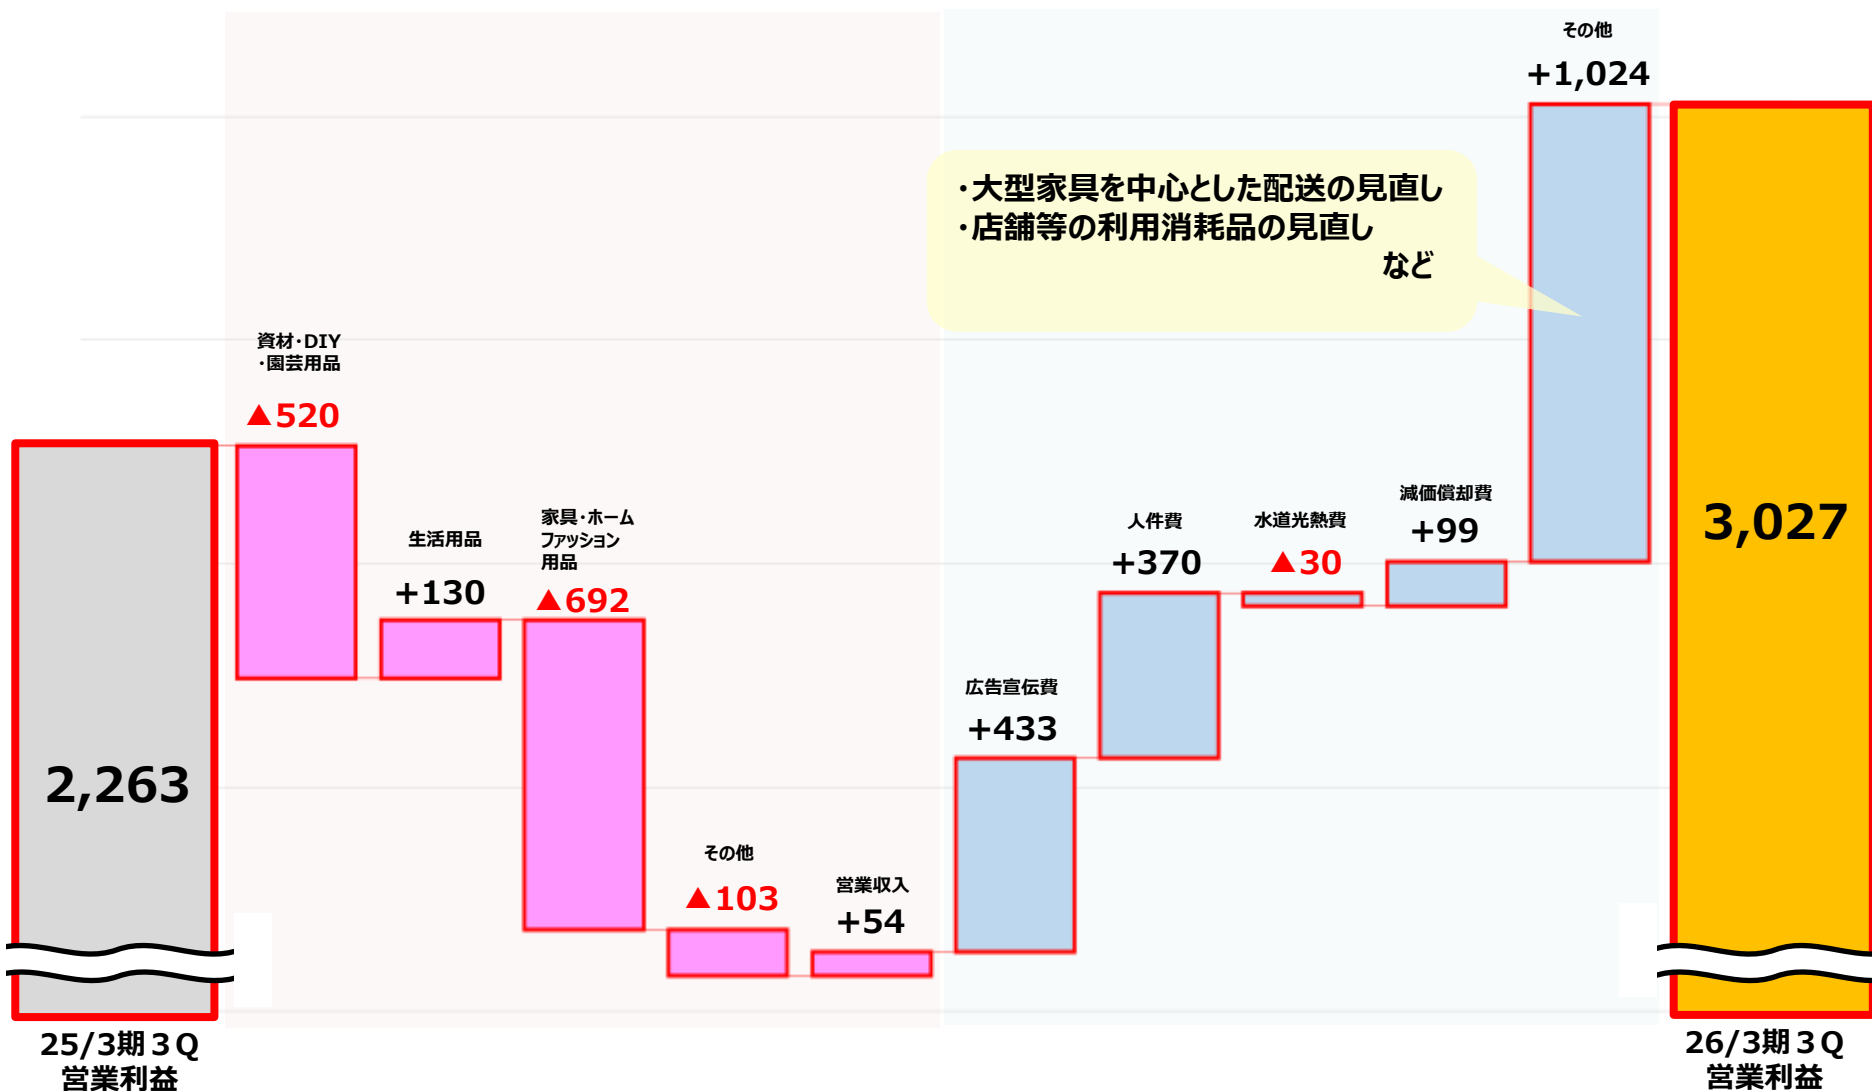 25/3期３Q
営業利益
2,263
資材・DIY
・園芸用品
▲520
生活用品
+130
家具・ホーム
ファッション
用品
▲692
その他
▲103
営業収入
+54
広告宣伝費
+433
人件費
+370
水道光熱費
▲30
減価償却費
+99
その他
+1,024
・大型家具を中心とした配送の見直し
・店舗等の利用消耗品の見直し
など
3,027
26/3期３Q
営業利益